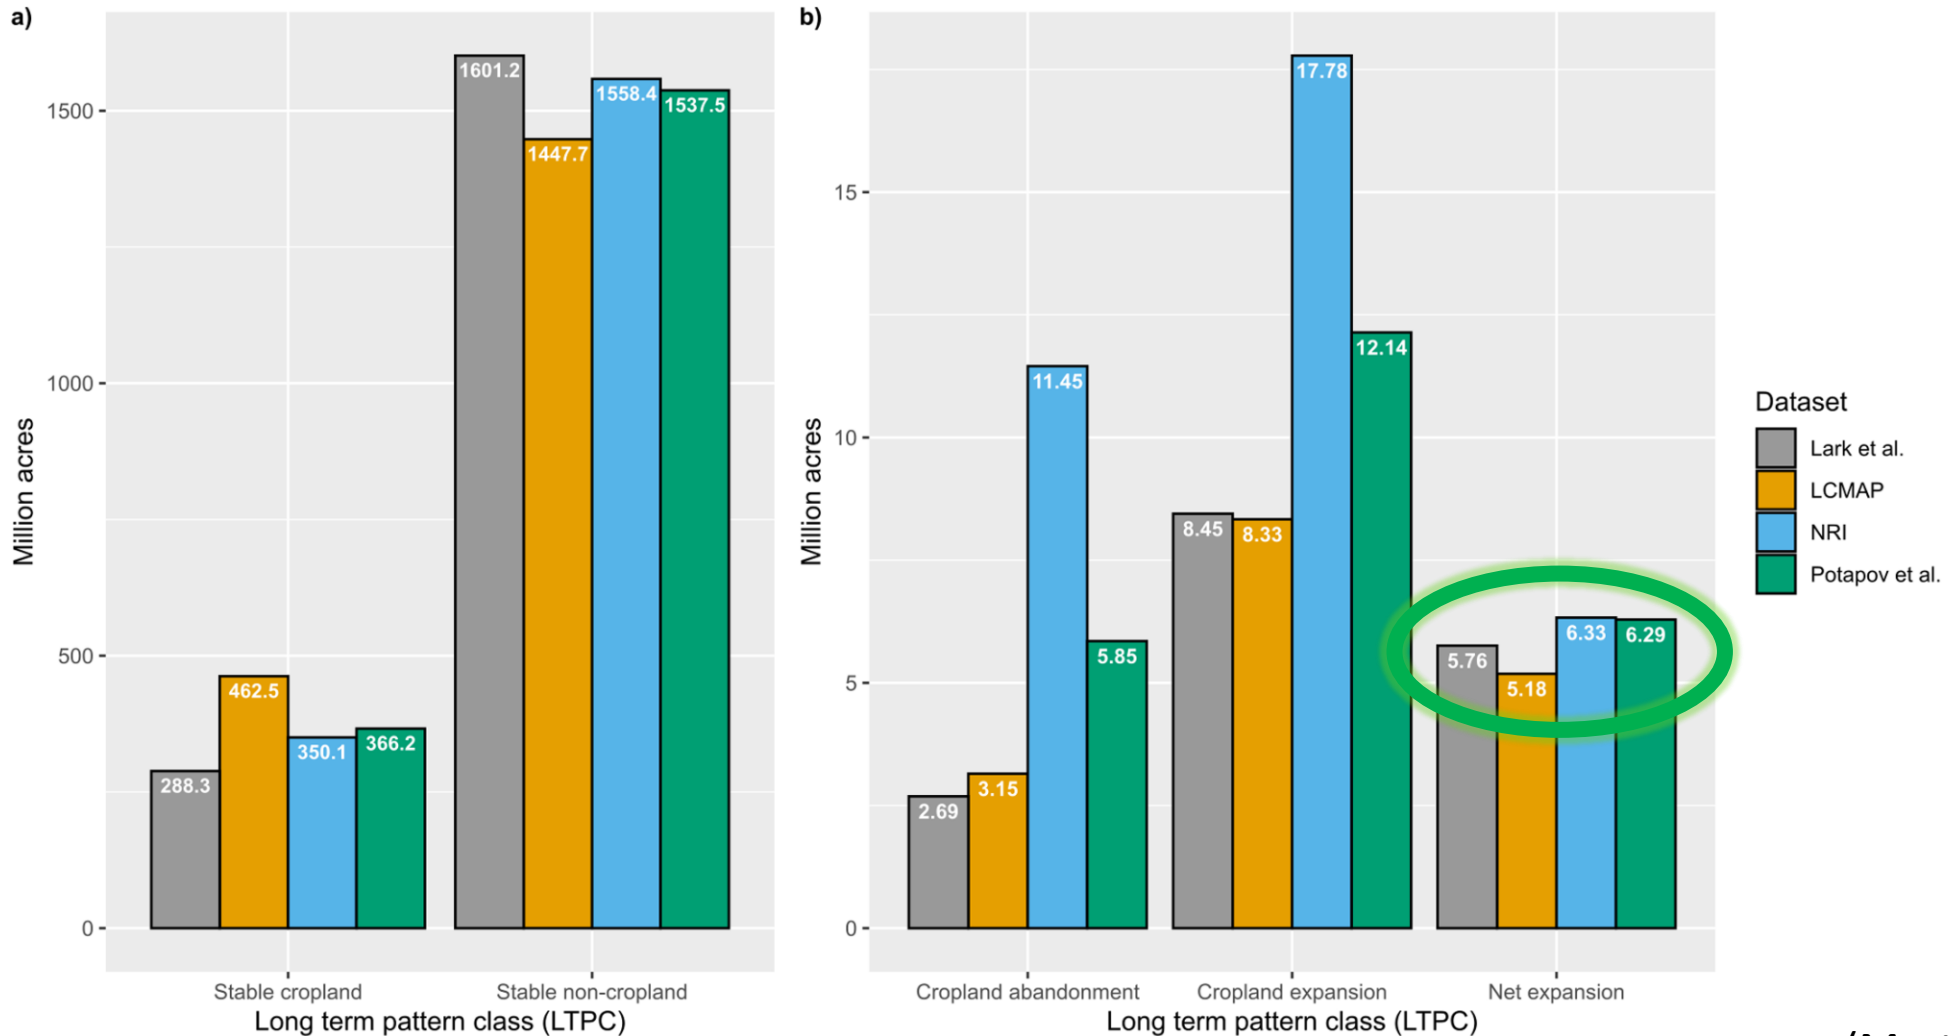 a)
1500
1000
500
0
Million acres
1601.2
1447.7
1558.4
1537.5
288.3
462.5
350.1
366.2
Stable cropland
Stable non-cropland
Long term pattern class (LTPC)
b)
15
10
5
0
Million acres
2.69
3.15
11.45
5.85
8.45
8.33
17.78
12.14
5.76
5.18
6.33
6.29
Cropland abandonment
Cropland expansion
Net expansion
Long term pattern class (LTPC)
Dataset
Lark et al.
LCMAP
NRI
Potapov et al.